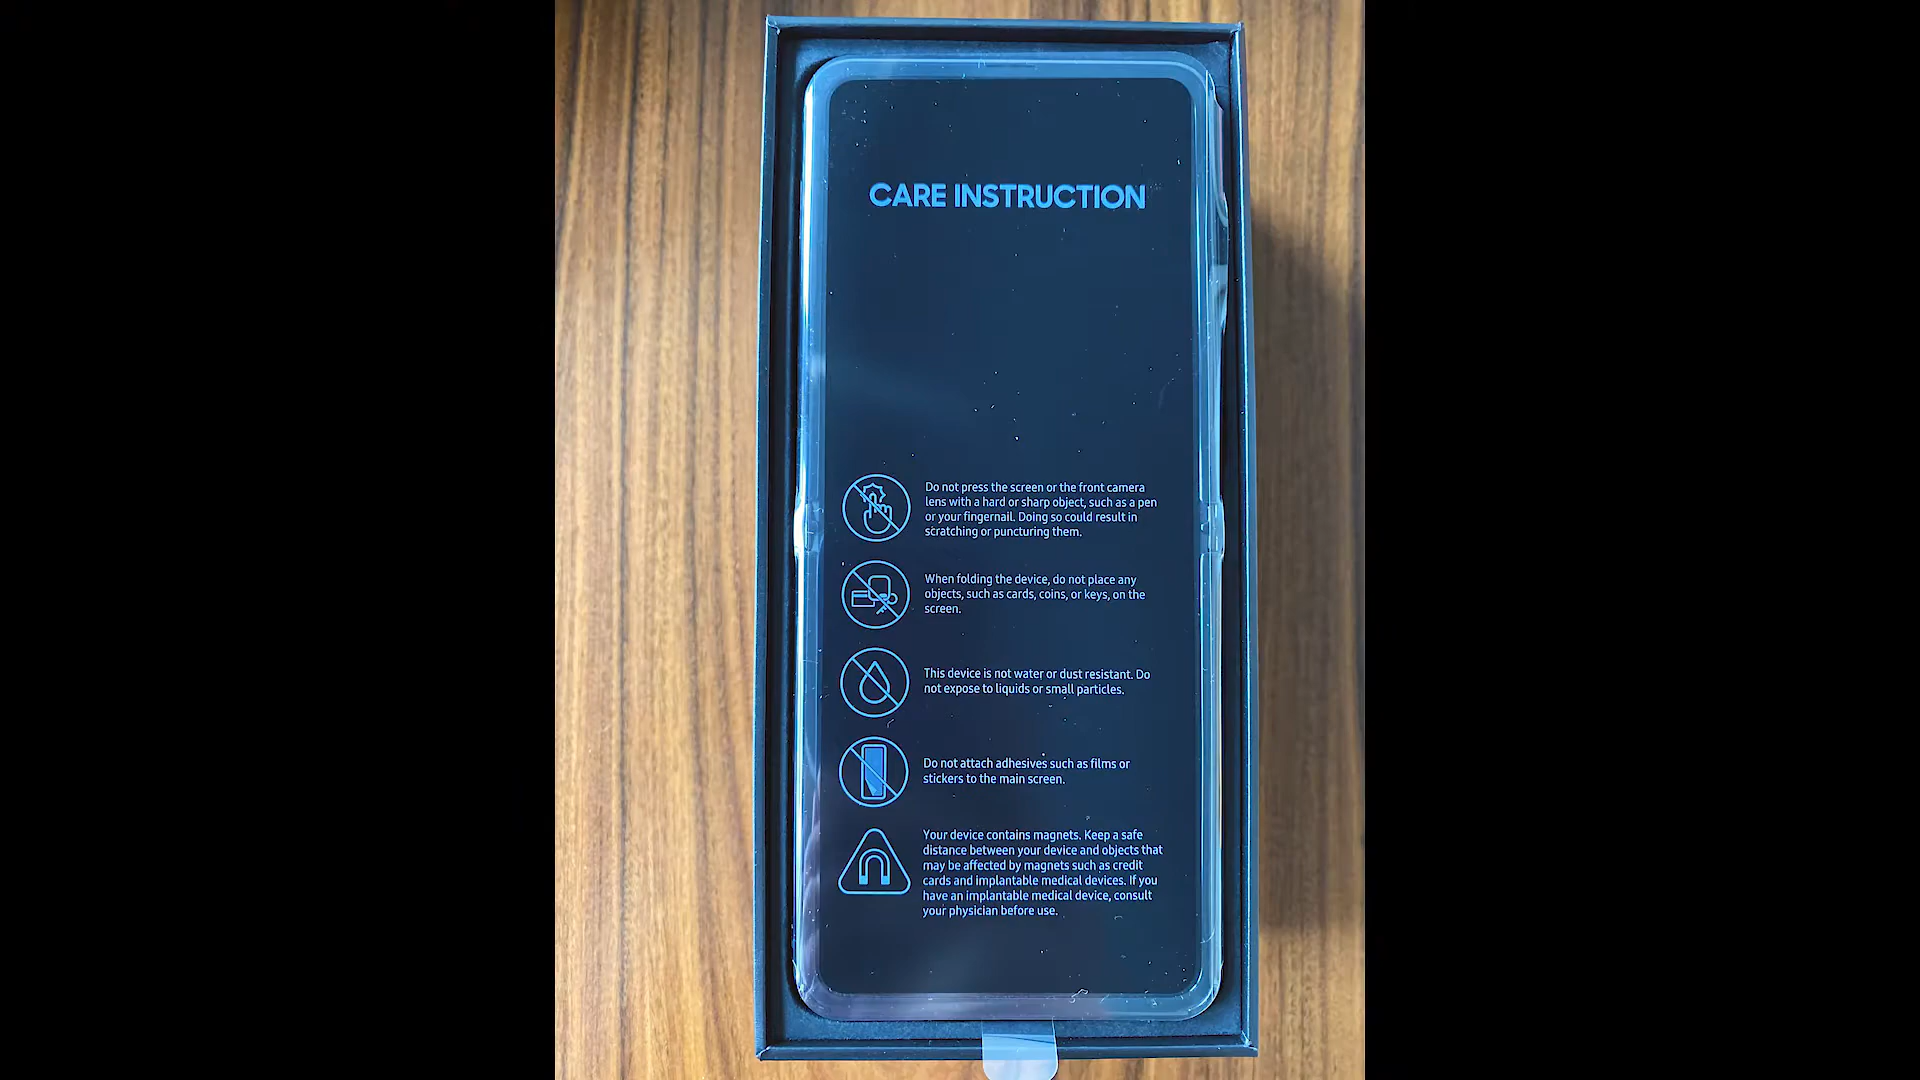 CARE INSTRUCTION
Do not press the screen or the front camera
lens with a hard or sharp object, such as a pen
or your fingernail. Doing so could result in
scratching or puncturing them.
When folding the device, do not place any
objects, such as cards, coins, or keys, on the
screen.
This device is not water or dust resistant. Do
not expose to liquids or small particles.
Do not attach adhesives such as films or
stickers to the main screen.
Your device contains magnets. Keep a safe
distance between your device and objects that
may be affected by magnets such as credit
cards and implantable medical devices. If you
have an implantable medical device, consult
your physician before use.